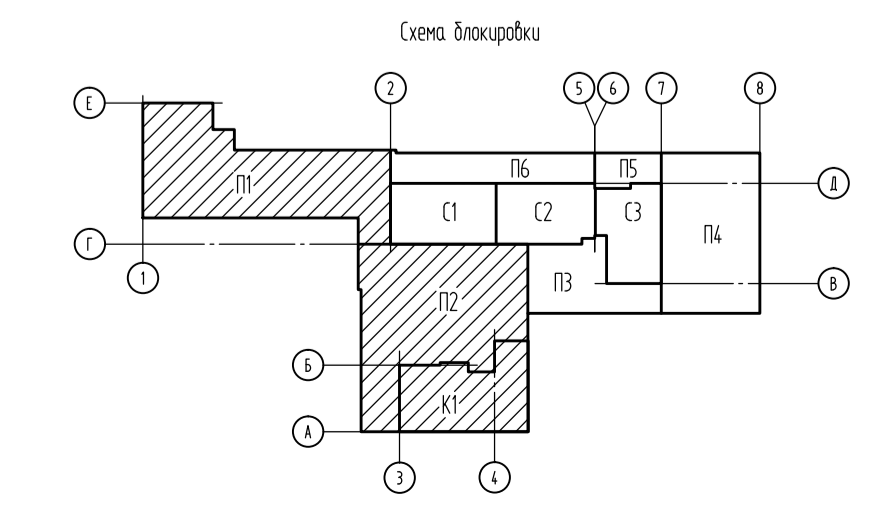 Схема блокировки
2 5 6 7 8
Е
П6 П5
П1
Д
С1 С2 С3
П4
Г
1
П3 В
П2
Б
К1
А
3 4